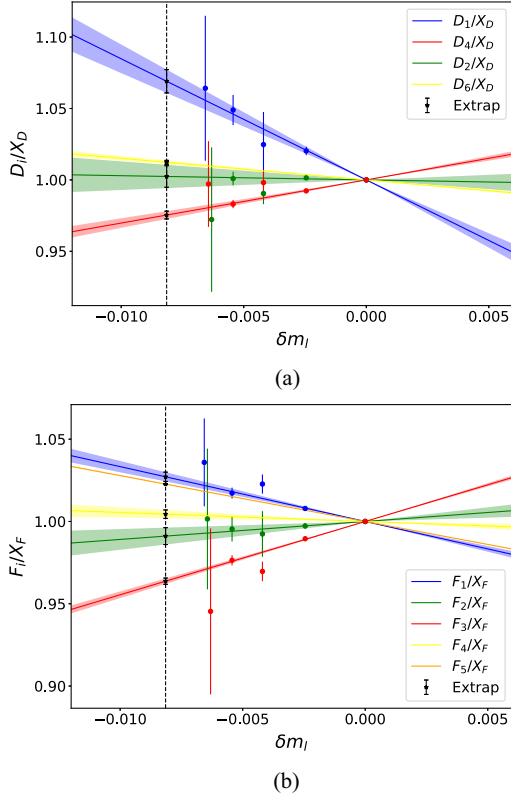 1.10
1.05
1.00
0.95
D_i/X_D
D_1/X_D
D_4/X_D
D_2/X_D
D_6/X_D
Extrap
−0.010 −0.005 0.000 0.005
δm_l
(a)
1.05
1.00
0.95
0.90
F_i/X_F
F_1/X_F
F_2/X_F
F_3/X_F
F_4/X_F
F_5/X_F
Extrap
−0.010 −0.005 0.000 0.005
δm_l
(b)